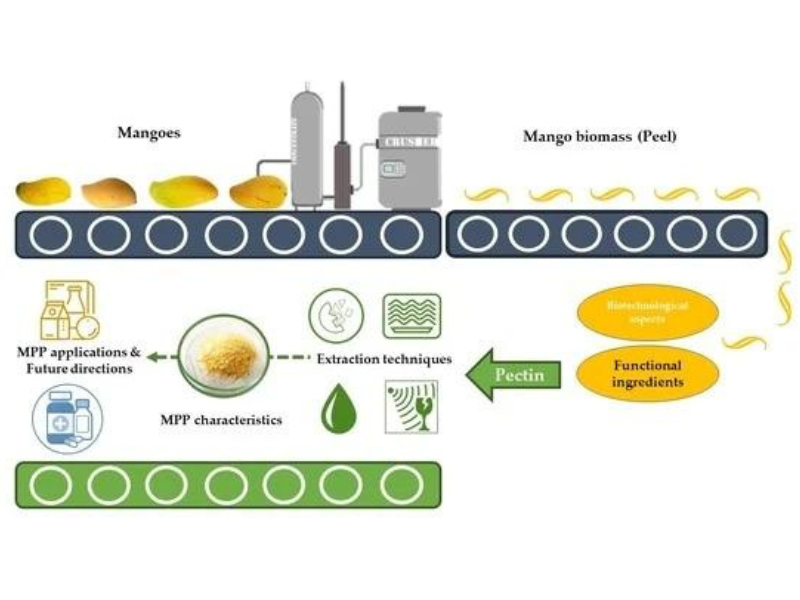 Mangoes
Mango biomass (Peel)
CRUSHER
Biotechnological
aspects
Functional
ingredients
Pectin
Extraction techniques
MPP characteristics
MPP applications &
Future directions